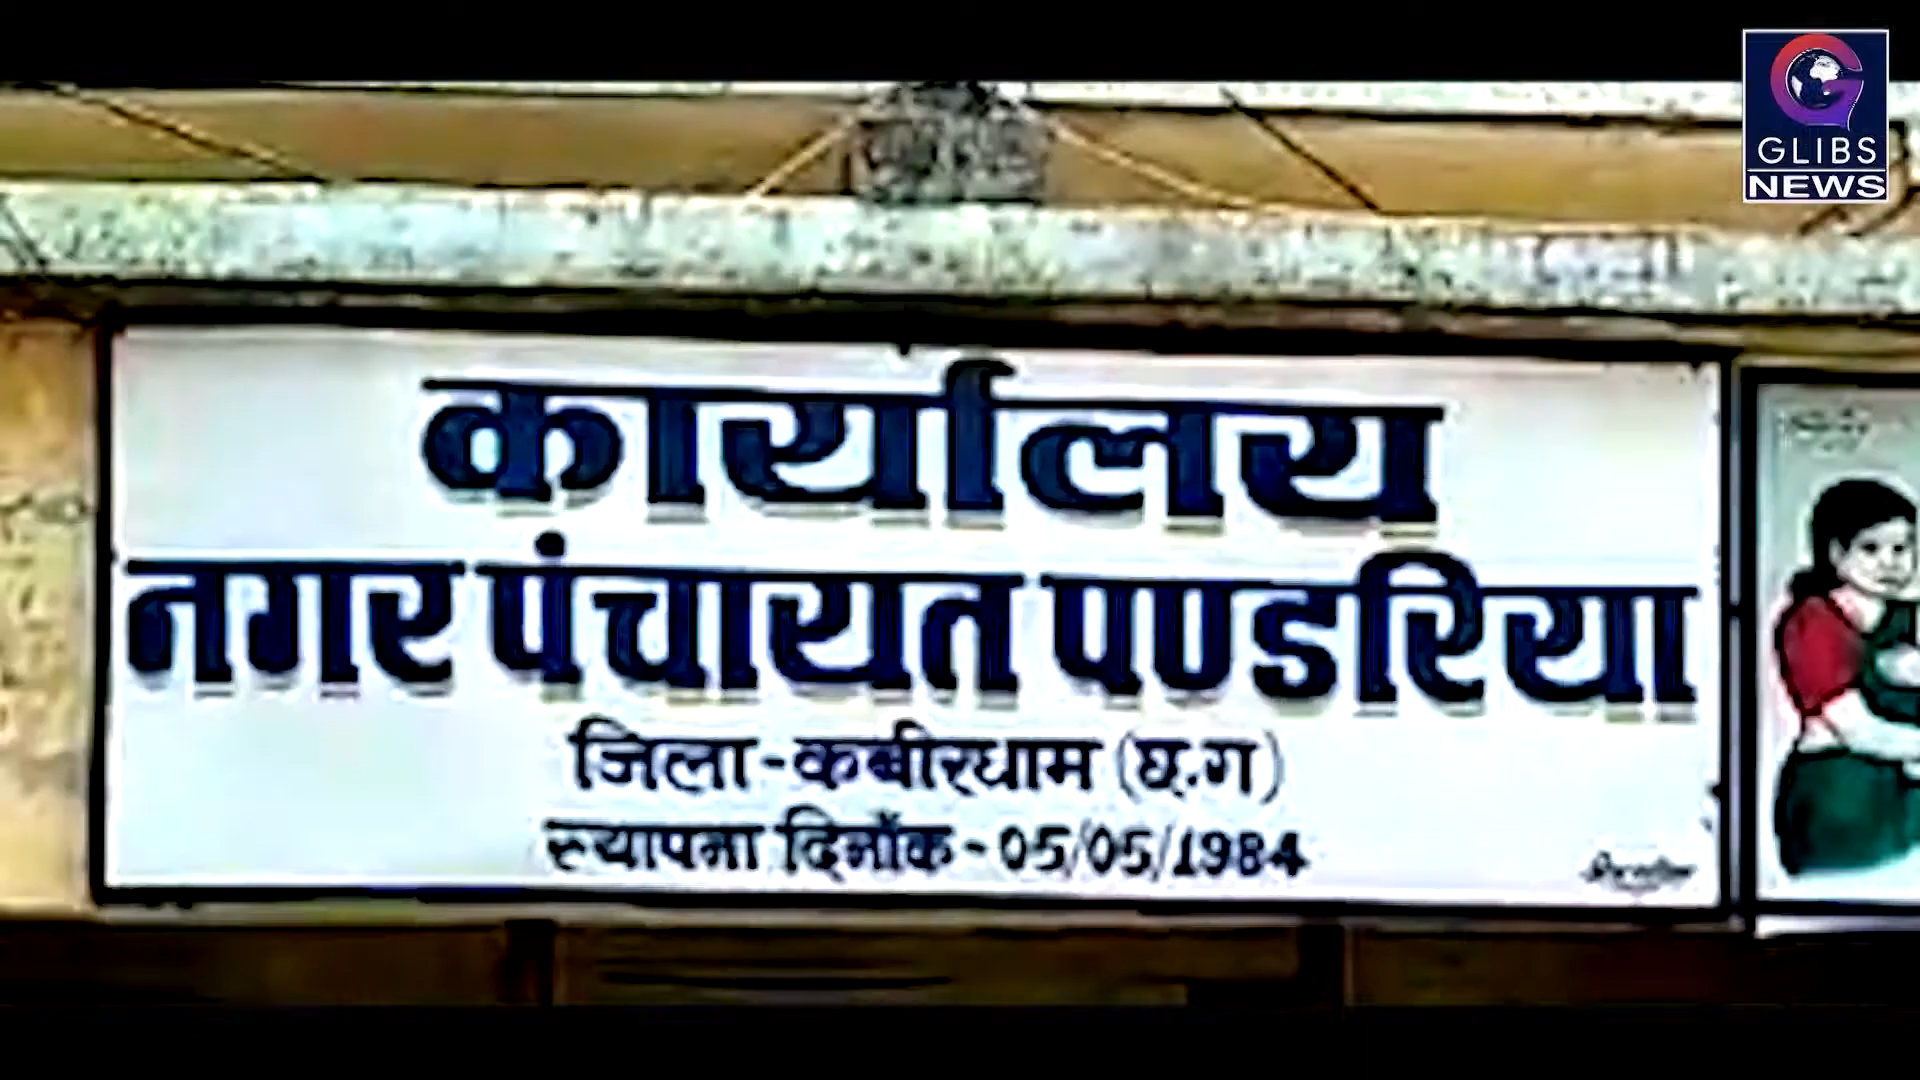 GLIBS
NEWS
कार्यालय
नगर पंचायत पण्डरिया
जिला-कबीरधाम (छ.ग)
स्थापना दिनाँक - 05/05/1984